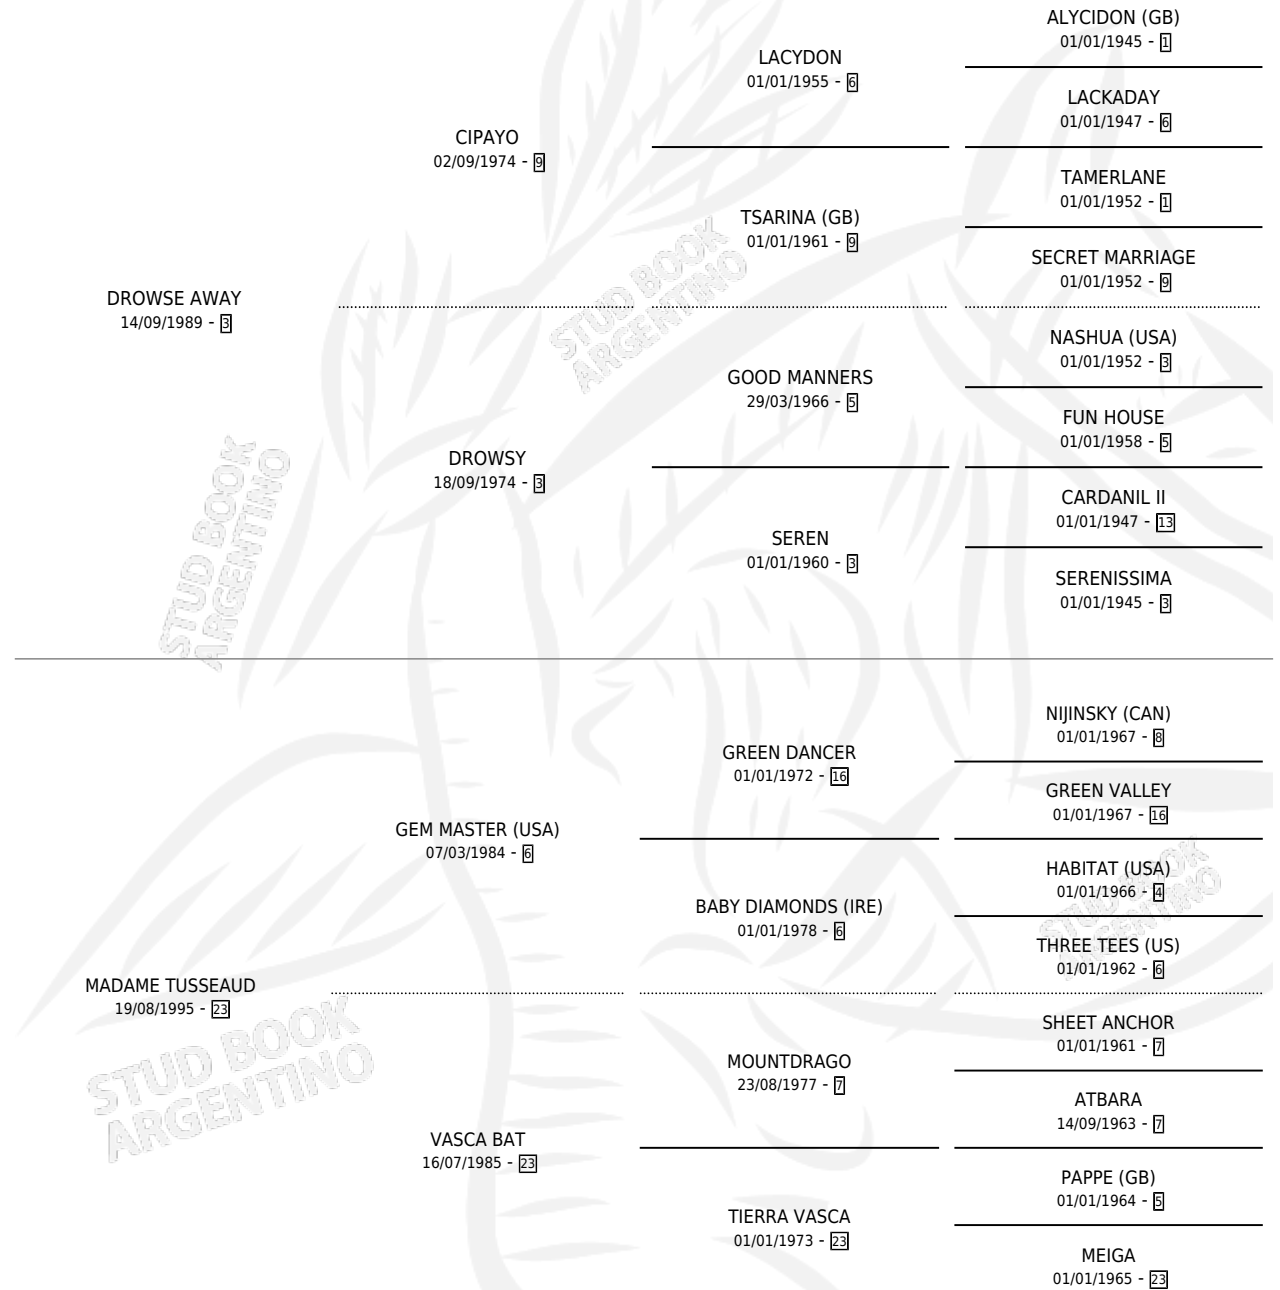 ALYCIDON (GB)
01/01/1945 - 1
LACYDON
01/01/1955 - 6
LACKADAY
01/01/1947 - 6
CIPAYO
02/09/1974 - 9
TAMERLANE
01/01/1952 - 1
TSARINA (GB)
01/01/1961 - 9
SECRET MARRIAGE
01/01/1952 - 9
DROWSE AWAY
14/09/1989 - 3
NASHUA (USA)
01/01/1952 - 3
GOOD MANNERS
29/03/1966 - 5
FUN HOUSE
01/01/1958 - 5
DROWSY
18/09/1974 - 3
CARDANIL II
01/01/1947 - 13
SEREN
01/01/1960 - 3
SERENISSIMA
01/01/1945 - 3
STUD BOOK
ARGENTINO
STUD BOOK
ARGENTINO
NIJINSKY (CAN)
01/01/1967 - 8
GREEN DANCER
01/01/1972 - 16
GREEN VALLEY
01/01/1967 - 16
GEM MASTER (USA)
07/03/1984 - 6
HABITAT (USA)
01/01/1966 - 4
BABY DIAMONDS (IRE)
01/01/1978 - 6
THREE TEES (US)
01/01/1962 - 6
MADAME TUSSEAUD
19/08/1995 - 23
SHEET ANCHOR
01/01/1961 - 7
MOUNTDRAGO
23/08/1977 - 7
ATBARA
14/09/1963 - 7
VASCA BAT
16/07/1985 - 23
PAPPE (GB)
01/01/1964 - 5
TIERRA VASCA
01/01/1973 - 23
MEIGA
01/01/1965 - 23
STUD BOOK
ARGENTINO
STUD BOOK
ARGENTINO